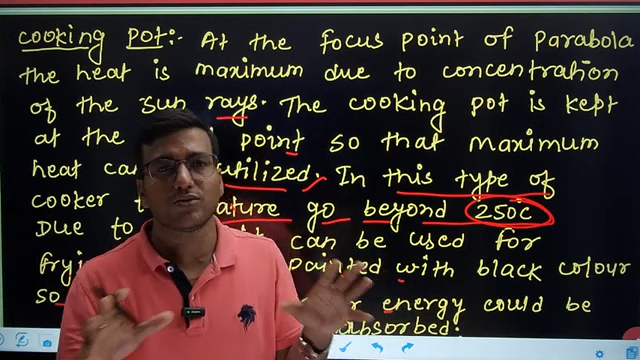 cooking pot:- At the focus point of parabola
the heat is maximum due to concentration
of the sun rays. The cooking pot is kept
at the point so that maximum
heat ca utilized. In this type of
cooker ature go beyond 250c
Due to can be used for
fryi painted with black colour
so energy could be
absorbed.